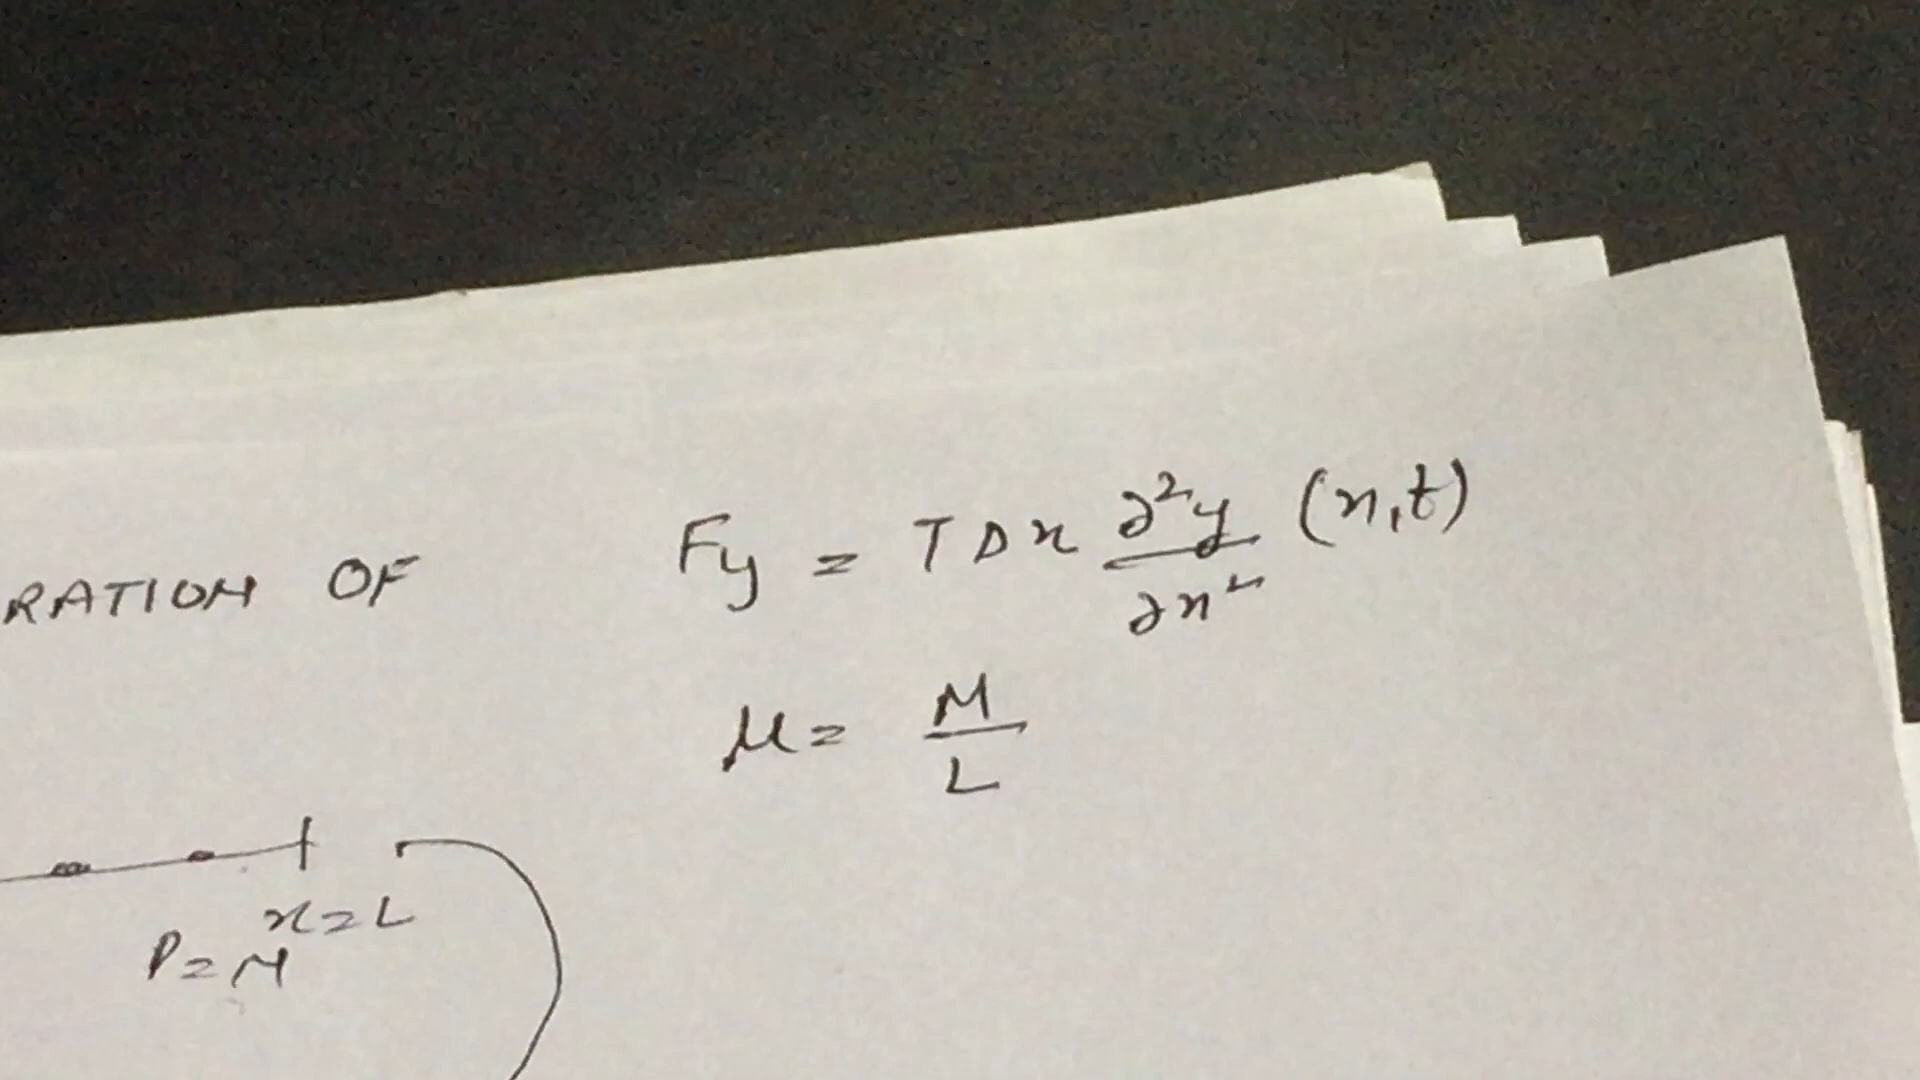 RATION OF
Fy = TΔx ∂²y/∂x² (x,t)
μ = M/L
x=L
P=N